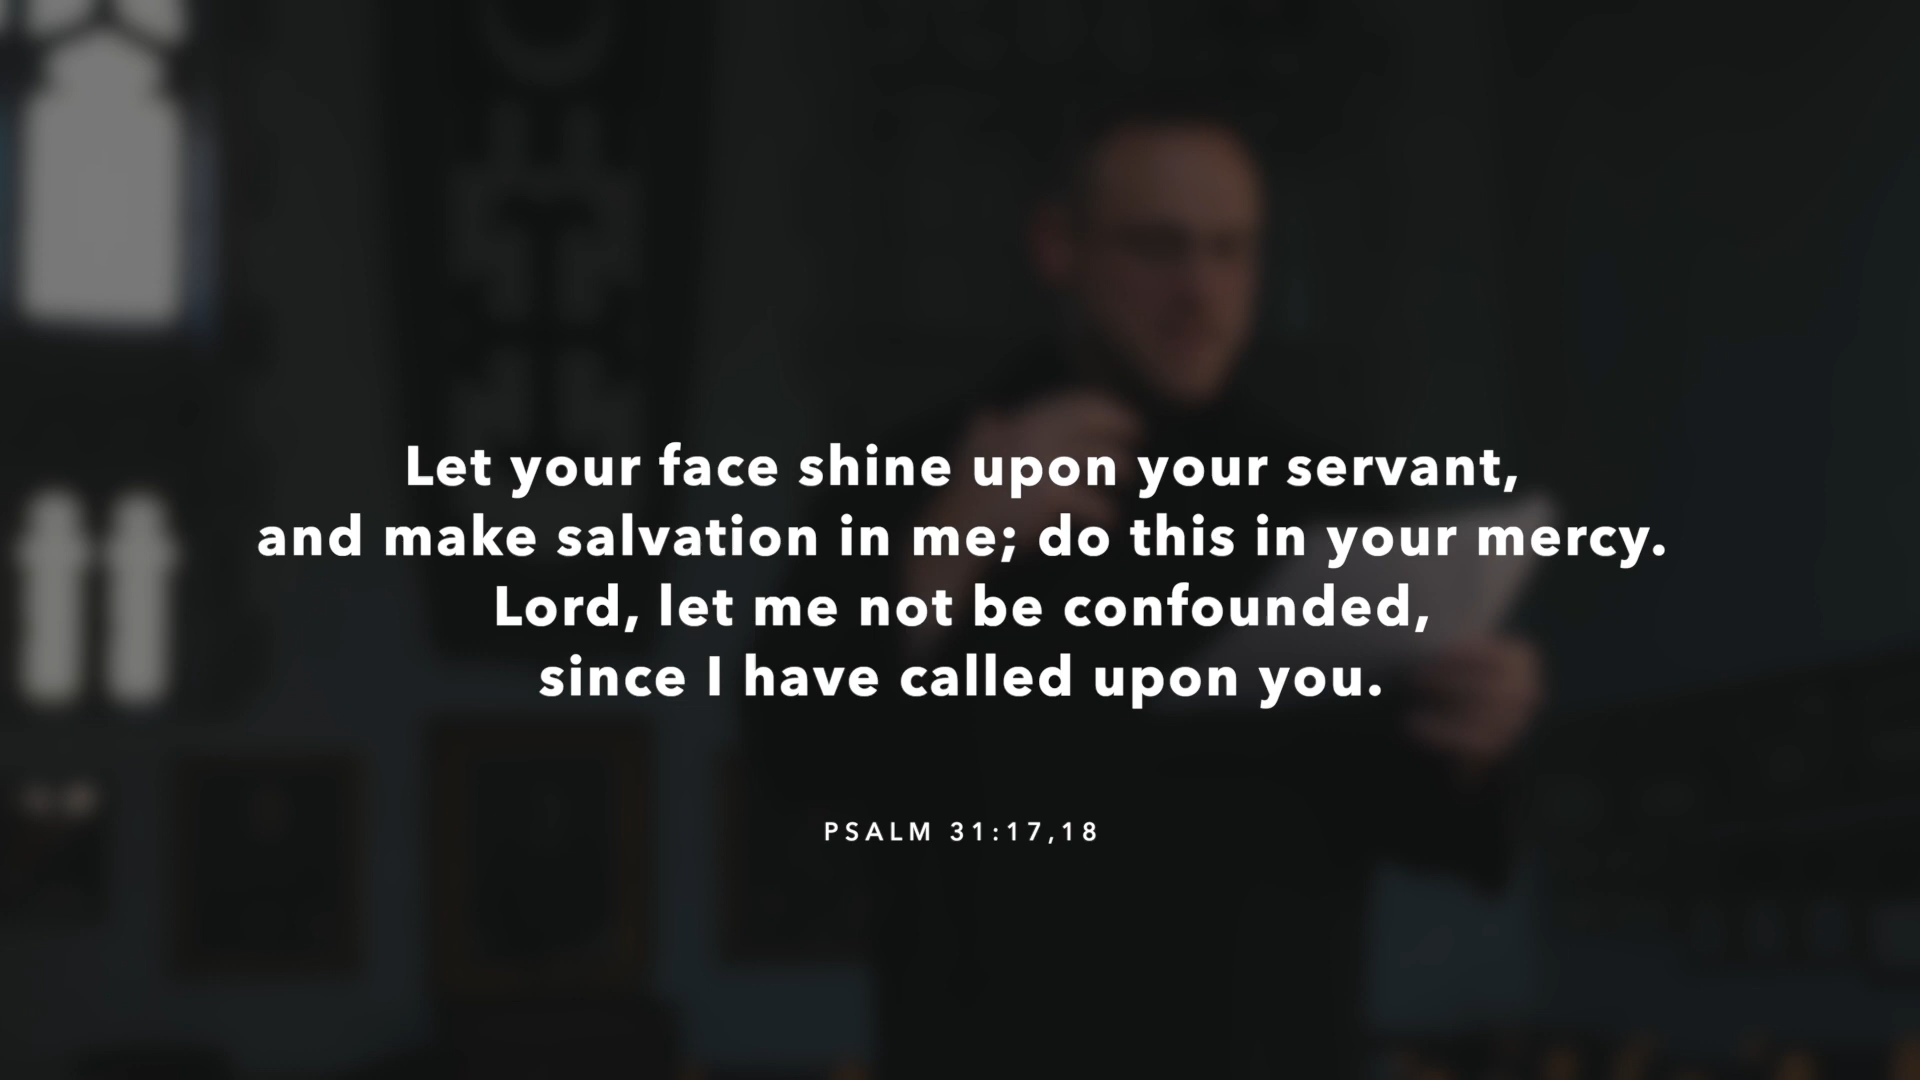 Let your face shine upon your servant,
and make salvation in me; do this in your mercy.
Lord, let me not be confounded,
since I have called upon you.
PSALM 31:17,18